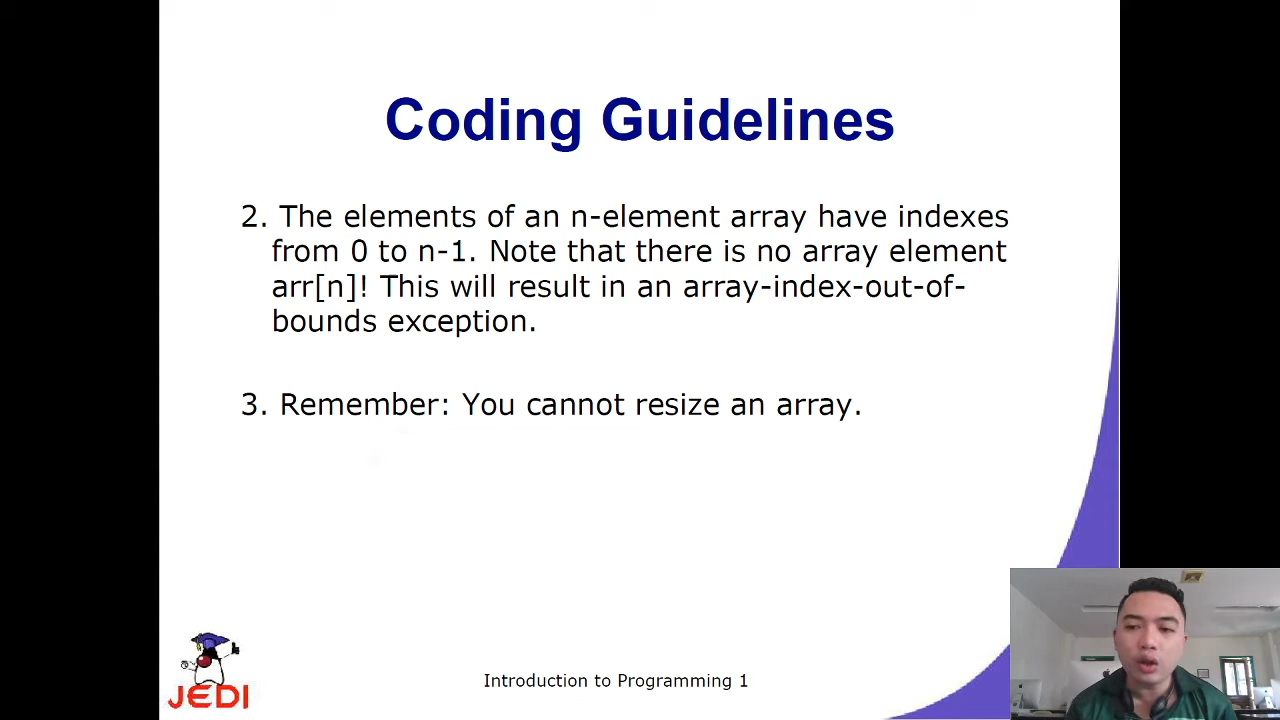 Coding Guidelines
2. The elements of an n-element array have indexes
from 0 to n-1. Note that there is no array element
arr[n]! This will result in an array-index-out-of-
bounds exception.
3. Remember: You cannot resize an array.
JEDI
Introduction to Programming 1